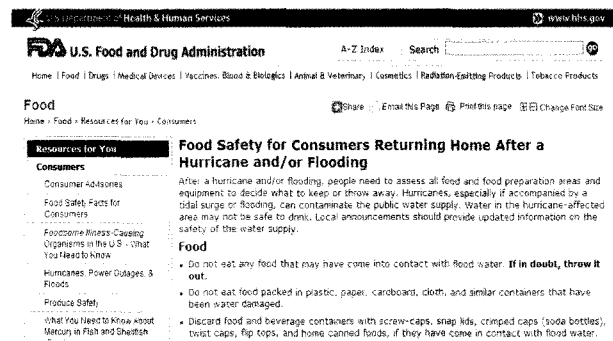 U.S. Department of Health & Human Services
www.hhs.gov
FDA U.S. Food and Drug Administration
A-Z Index
Search
go
Home | Food | Drugs | Medical Devices | Vaccines, Blood & Biologics | Animal & Veterinary | Cosmetics | Radiation-Emitting Products | Tobacco Products
Food
Share
Email this Page
Print this page
Change Font Size
Home > Food > Resources for You > Consumers
Resources for You
Consumers
Consumer Advisories
Food Safety Facts for
Consumers
Foodborne Illness-Causing
Organisms in the U.S. - What
You Need to Know
Hurricanes, Power Outages, &
Floods
Produce Safety
What You Need to Know About
Mercury in Fish and Shellfish
Food Safety for Consumers Returning Home After a
Hurricane and/or Flooding
After a hurricane and/or flooding, people need to assess all food and food preparation areas and
equipment to decide what to keep or throw away. Hurricanes, especially if accompanied by a
tidal surge or flooding, can contaminate the public water supply. Water in the hurricane-affected
area may not be safe to drink. Local announcements should provide updated information on the
safety of the water supply.
Food
• Do not eat any food that may have come into contact with flood water. If in doubt, throw it
out.
• Do not eat food packed in plastic, paper, cardboard, cloth, and similar containers that have
been water damaged.
• Discard food and beverage containers with screw-caps, snap lids, crimped caps (soda bottles),
twist caps, flip tops, and home canned foods, if they have come in contact with flood water.